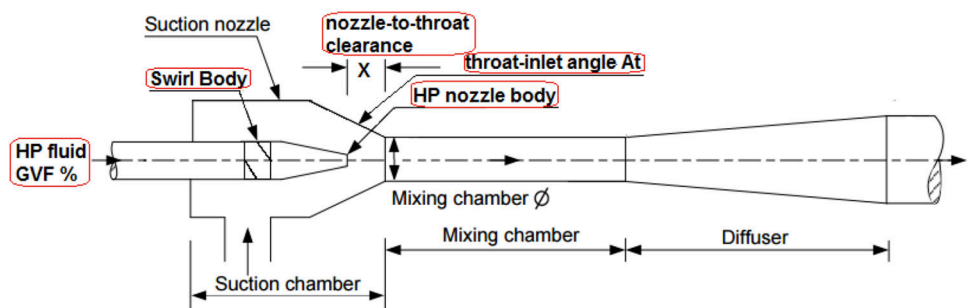 Suction nozzle
nozzle-to-throat
clearance
X
throat-inlet angle At
Swirl Body
HP nozzle body
HP fluid
GVF %
Mixing chamber Ø
Mixing chamber
Diffuser
Suction chamber